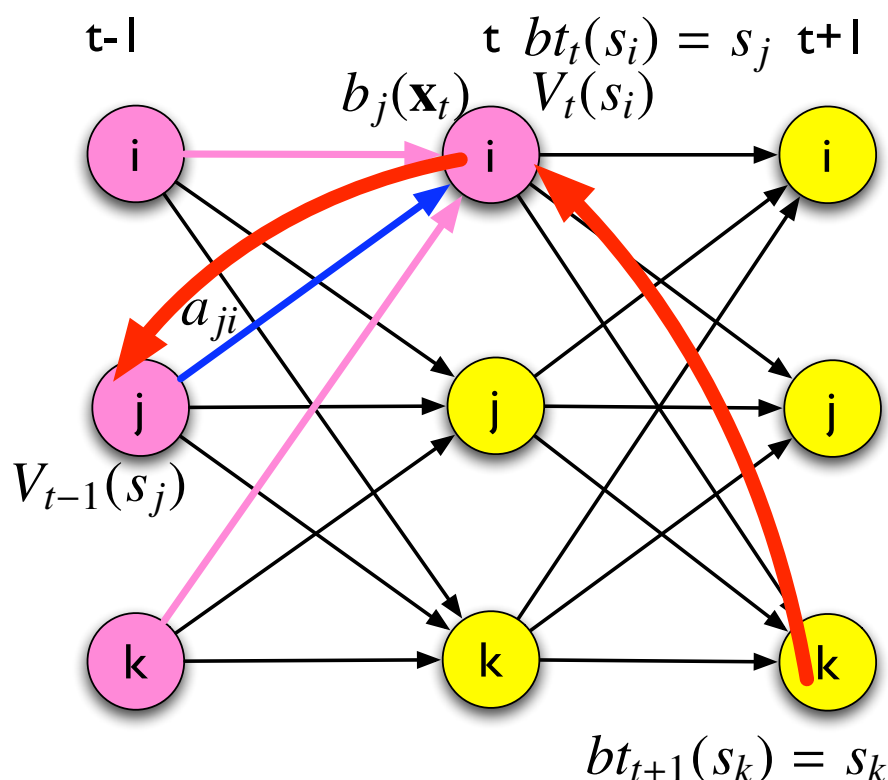 t-1 t bt_t(s_i) = s_j t+1
b_j(x_t) V_t(s_i)
i i i
a_ji
j j j
V_{t-1}(s_j)
k k k
bt_{t+1}(s_k) = s_k